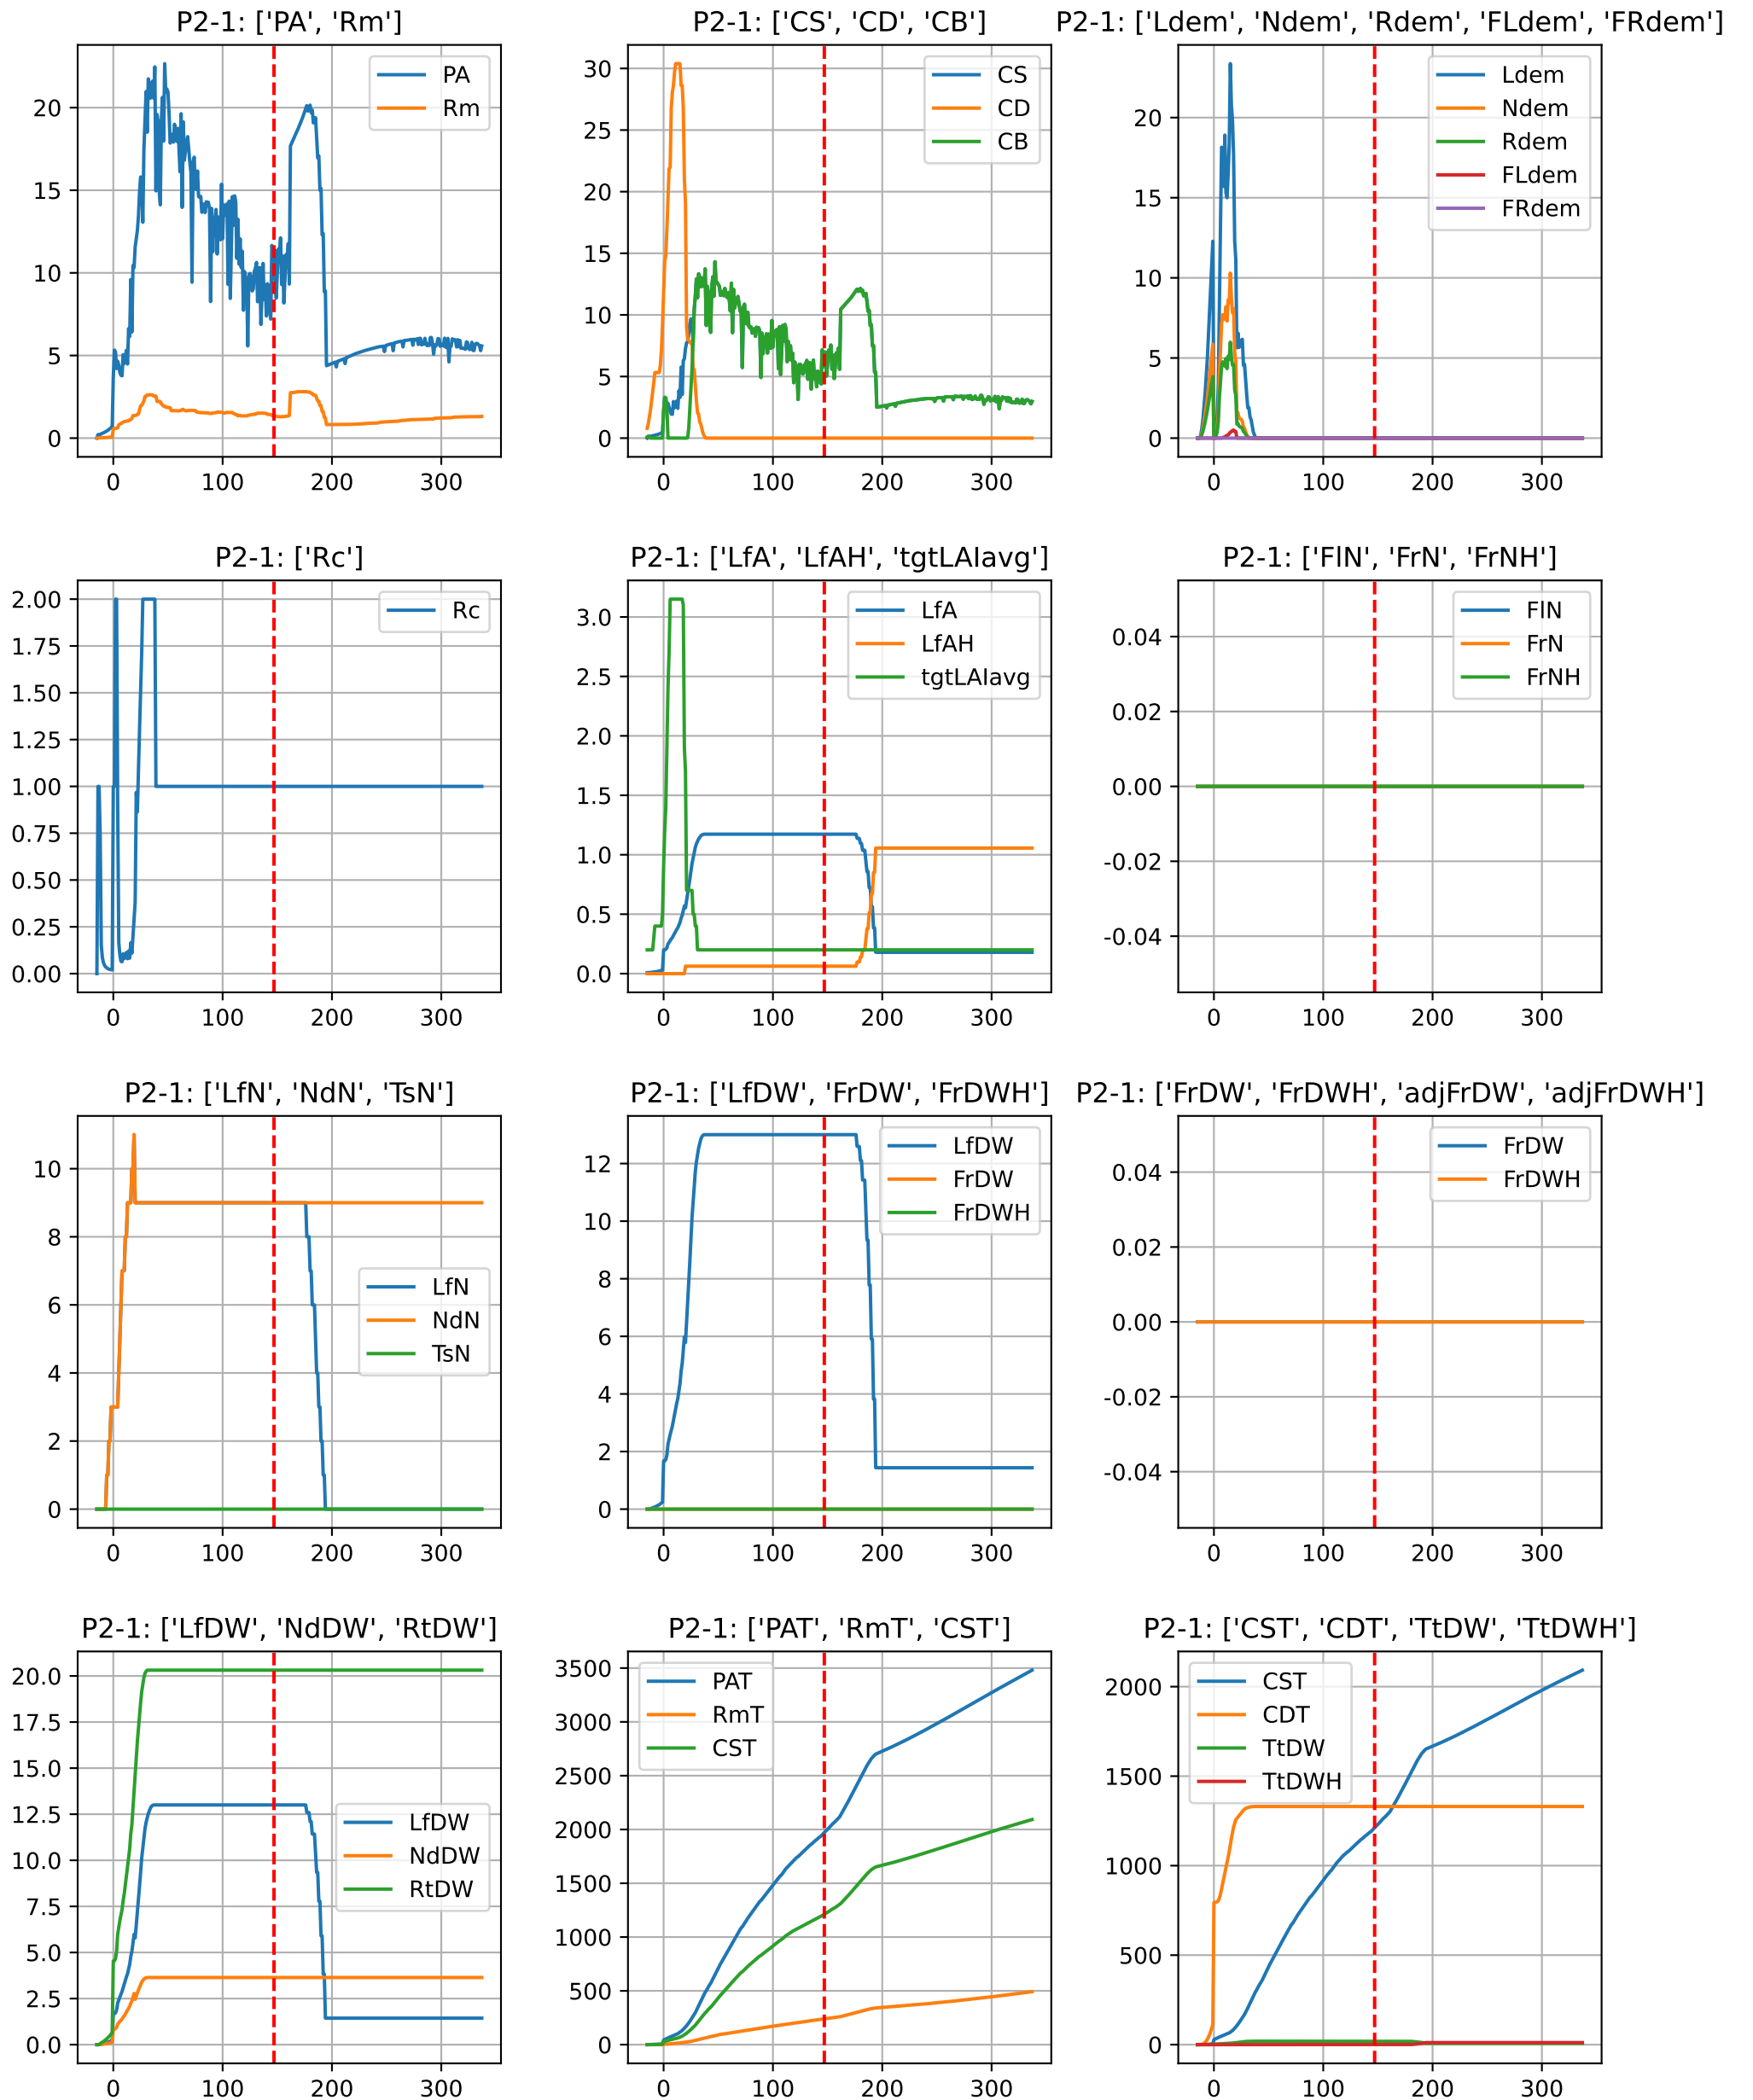 P2-1: ['PA', 'Rm']
PA
Rm
20
15
10
5
0
0 100 200 300
P2-1: ['CS', 'CD', 'CB']
CS
CD
CB
30
25
20
15
10
5
0
0 100 200 300
P2-1: ['Ldem', 'Ndem', 'Rdem', 'FLdem', 'FRdem']
Ldem
Ndem
Rdem
FLdem
FRdem
20
15
10
5
0
0 100 200 300
P2-1: ['Rc']
Rc
2.00
1.75
1.50
1.25
1.00
0.75
0.50
0.25
0.00
0 100 200 300
P2-1: ['LfA', 'LfAH', 'tgtLAIavg']
LfA
LfAH
tgtLAIavg
3.0
2.5
2.0
1.5
1.0
0.5
0.0
0 100 200 300
P2-1: ['FlN', 'FrN', 'FrNH']
FlN
FrN
FrNH
0.04
0.02
0.00
-0.02
-0.04
0 100 200 300
P2-1: ['LfN', 'NdN', 'TsN']
LfN
NdN
TsN
10
8
6
4
2
0
0 100 200 300
P2-1: ['LfDW', 'FrDW', 'FrDWH']
LfDW
FrDW
FrDWH
12
10
8
6
4
2
0
0 100 200 300
P2-1: ['FrDW', 'FrDWH', 'adjFrDW', 'adjFrDWH']
FrDW
FrDWH
0.04
0.02
0.00
-0.02
-0.04
0 100 200 300
P2-1: ['LfDW', 'NdDW', 'RtDW']
LfDW
NdDW
RtDW
20.0
17.5
15.0
12.5
10.0
7.5
5.0
2.5
0.0
0 100 200 300
P2-1: ['PAT', 'RmT', 'CST']
PAT
RmT
CST
3500
3000
2500
2000
1500
1000
500
0
0 100 200 300
P2-1: ['CST', 'CDT', 'TtDW', 'TtDWH']
CST
CDT
TtDW
TtDWH
2000
1500
1000
500
0
0 100 200 300